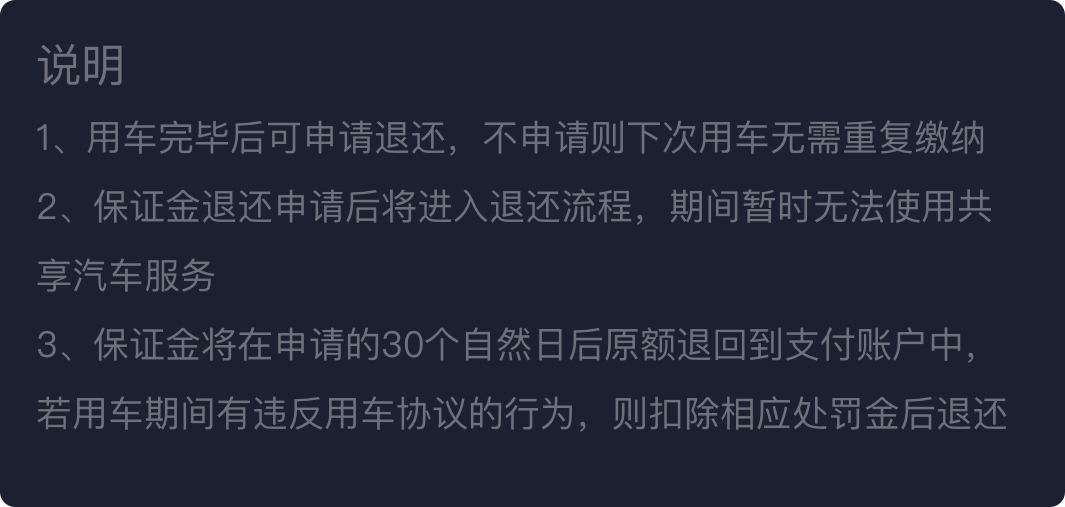 说明
1、用车完毕后可申请退还，不申请则下次用车无需重复缴纳
2、保证金退还申请后将进入退还流程，期间暂时无法使用共
享汽车服务
3、保证金将在申请的30个自然日后原额退回到支付账户中，
若用车期间有违反用车协议的行为，则扣除相应处罚金后退还